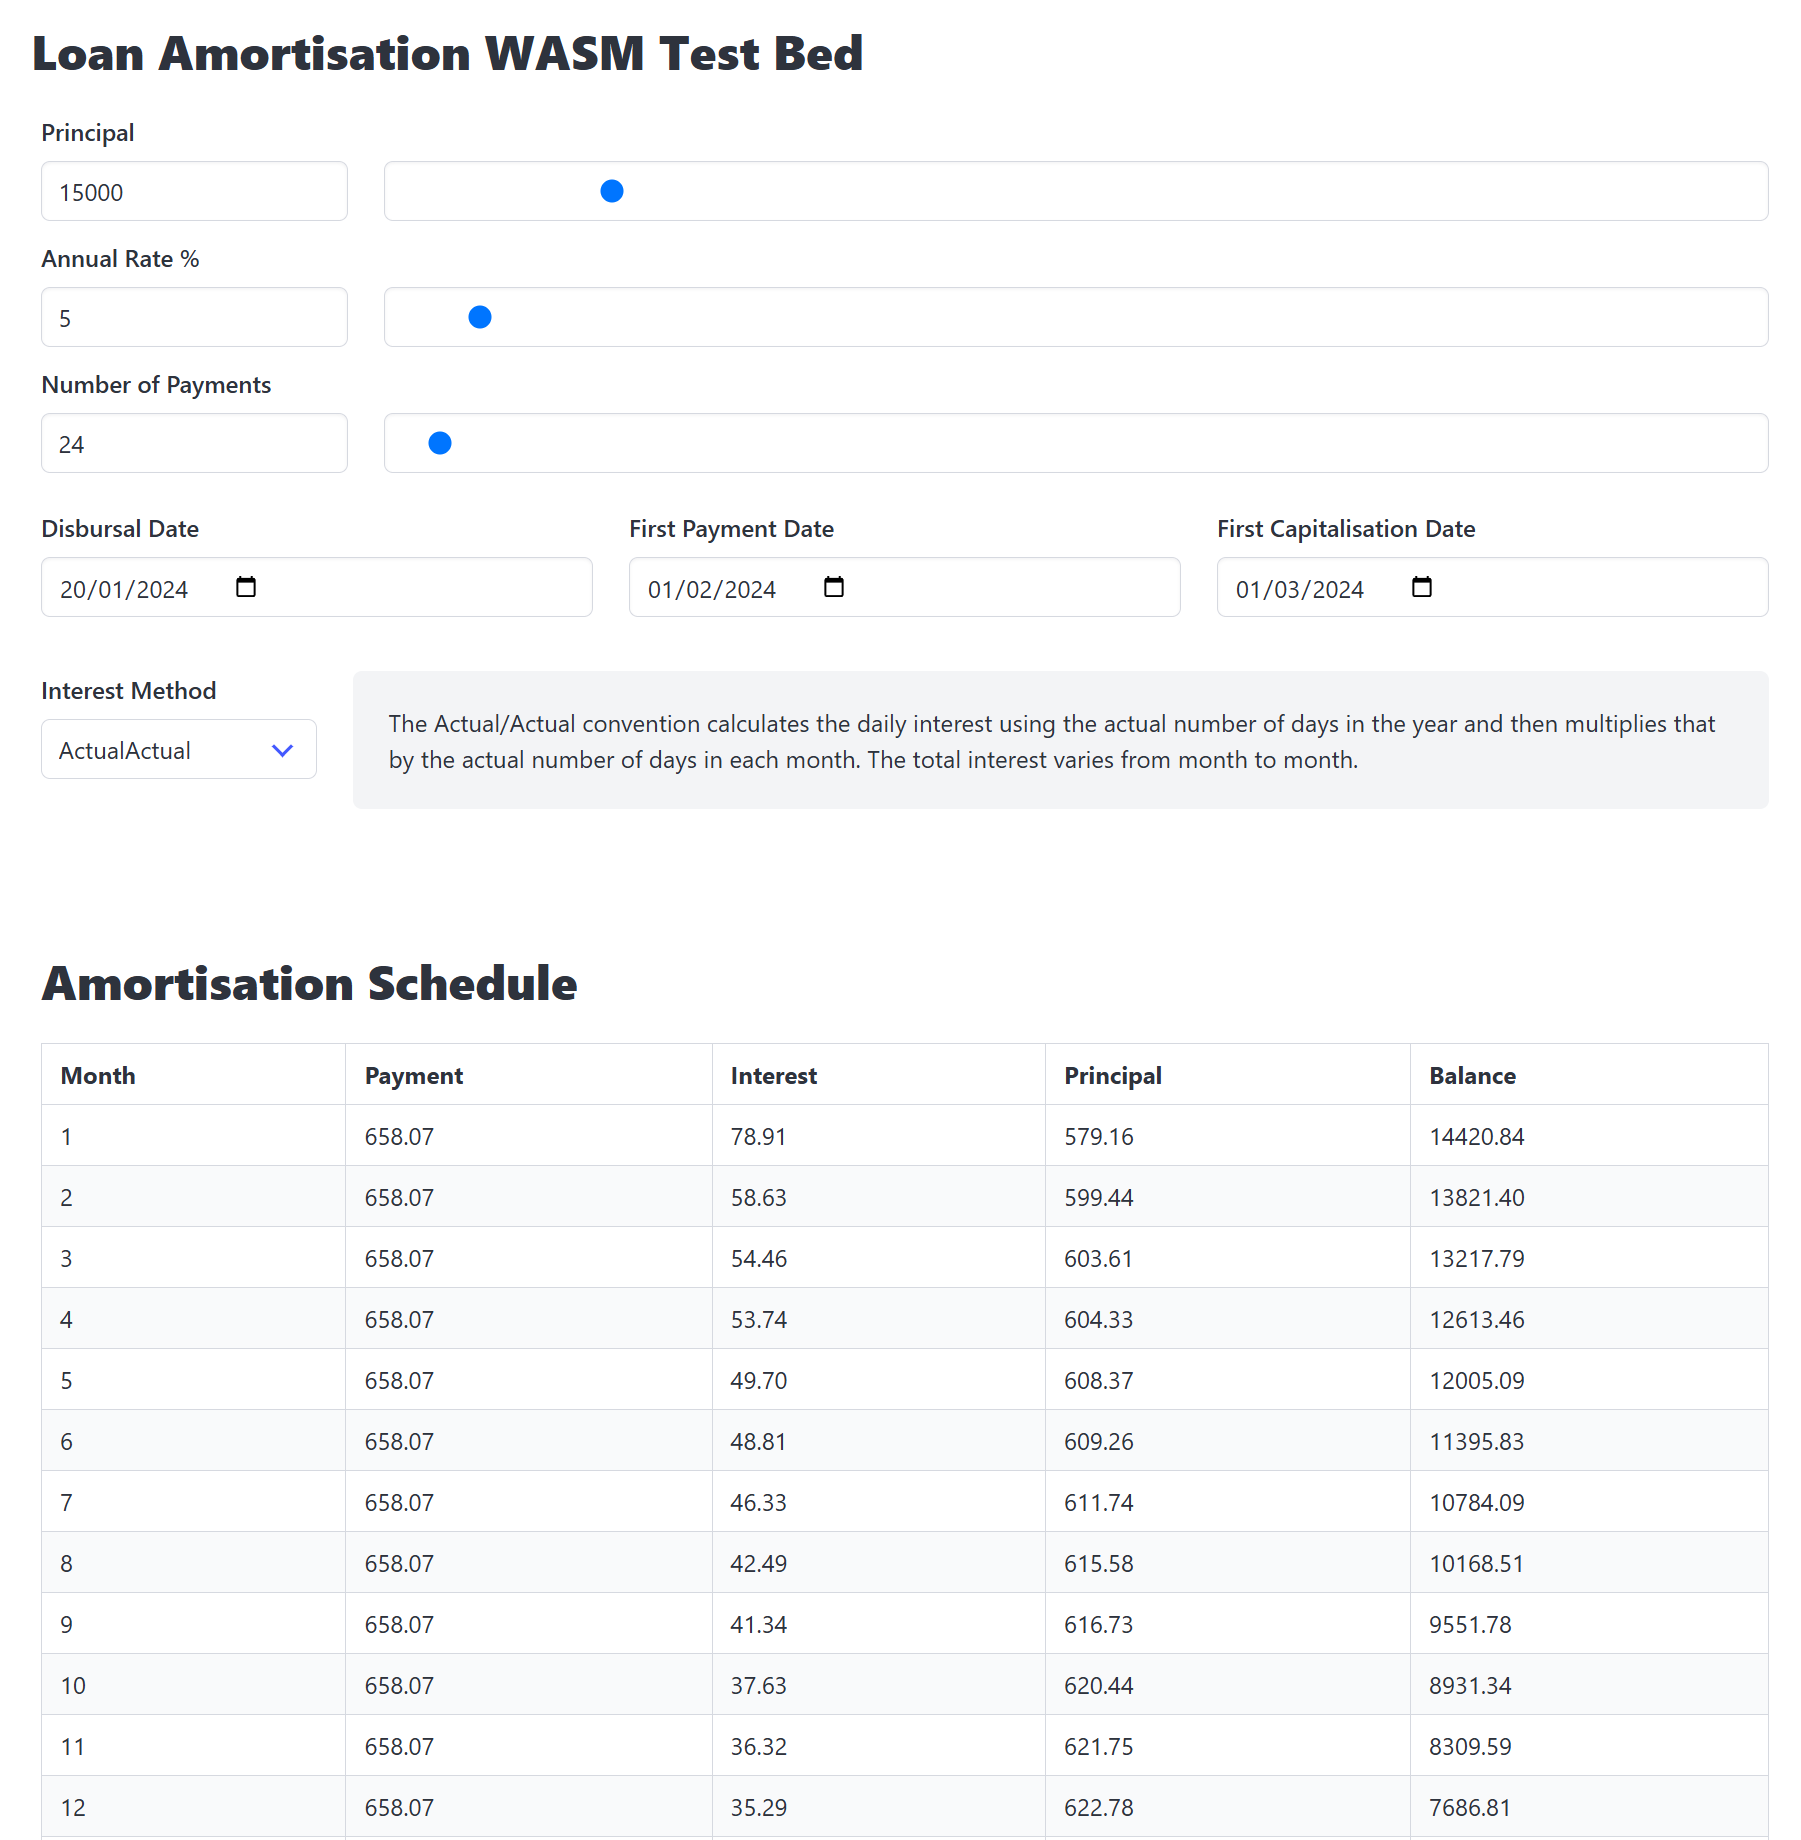 Loan Amortisation WASM Test Bed
Principal
15000
Annual Rate %
5
Number of Payments
24
Disbursal Date First Payment Date First Capitalisation Date
20/01/2024 01/02/2024 01/03/2024
Interest Method
ActualActual
The Actual/Actual convention calculates the daily interest using the actual number of days in the year and then multiplies that
by the actual number of days in each month. The total interest varies from month to month.
Amortisation Schedule
Month Payment Interest Principal Balance
1 658.07 78.91 579.16 14420.84
2 658.07 58.63 599.44 13821.40
3 658.07 54.46 603.61 13217.79
4 658.07 53.74 604.33 12613.46
5 658.07 49.70 608.37 12005.09
6 658.07 48.81 609.26 11395.83
7 658.07 46.33 611.74 10784.09
8 658.07 42.49 615.58 10168.51
9 658.07 41.34 616.73 9551.78
10 658.07 37.63 620.44 8931.34
11 658.07 36.32 621.75 8309.59
12 658.07 35.29 622.78 7686.81